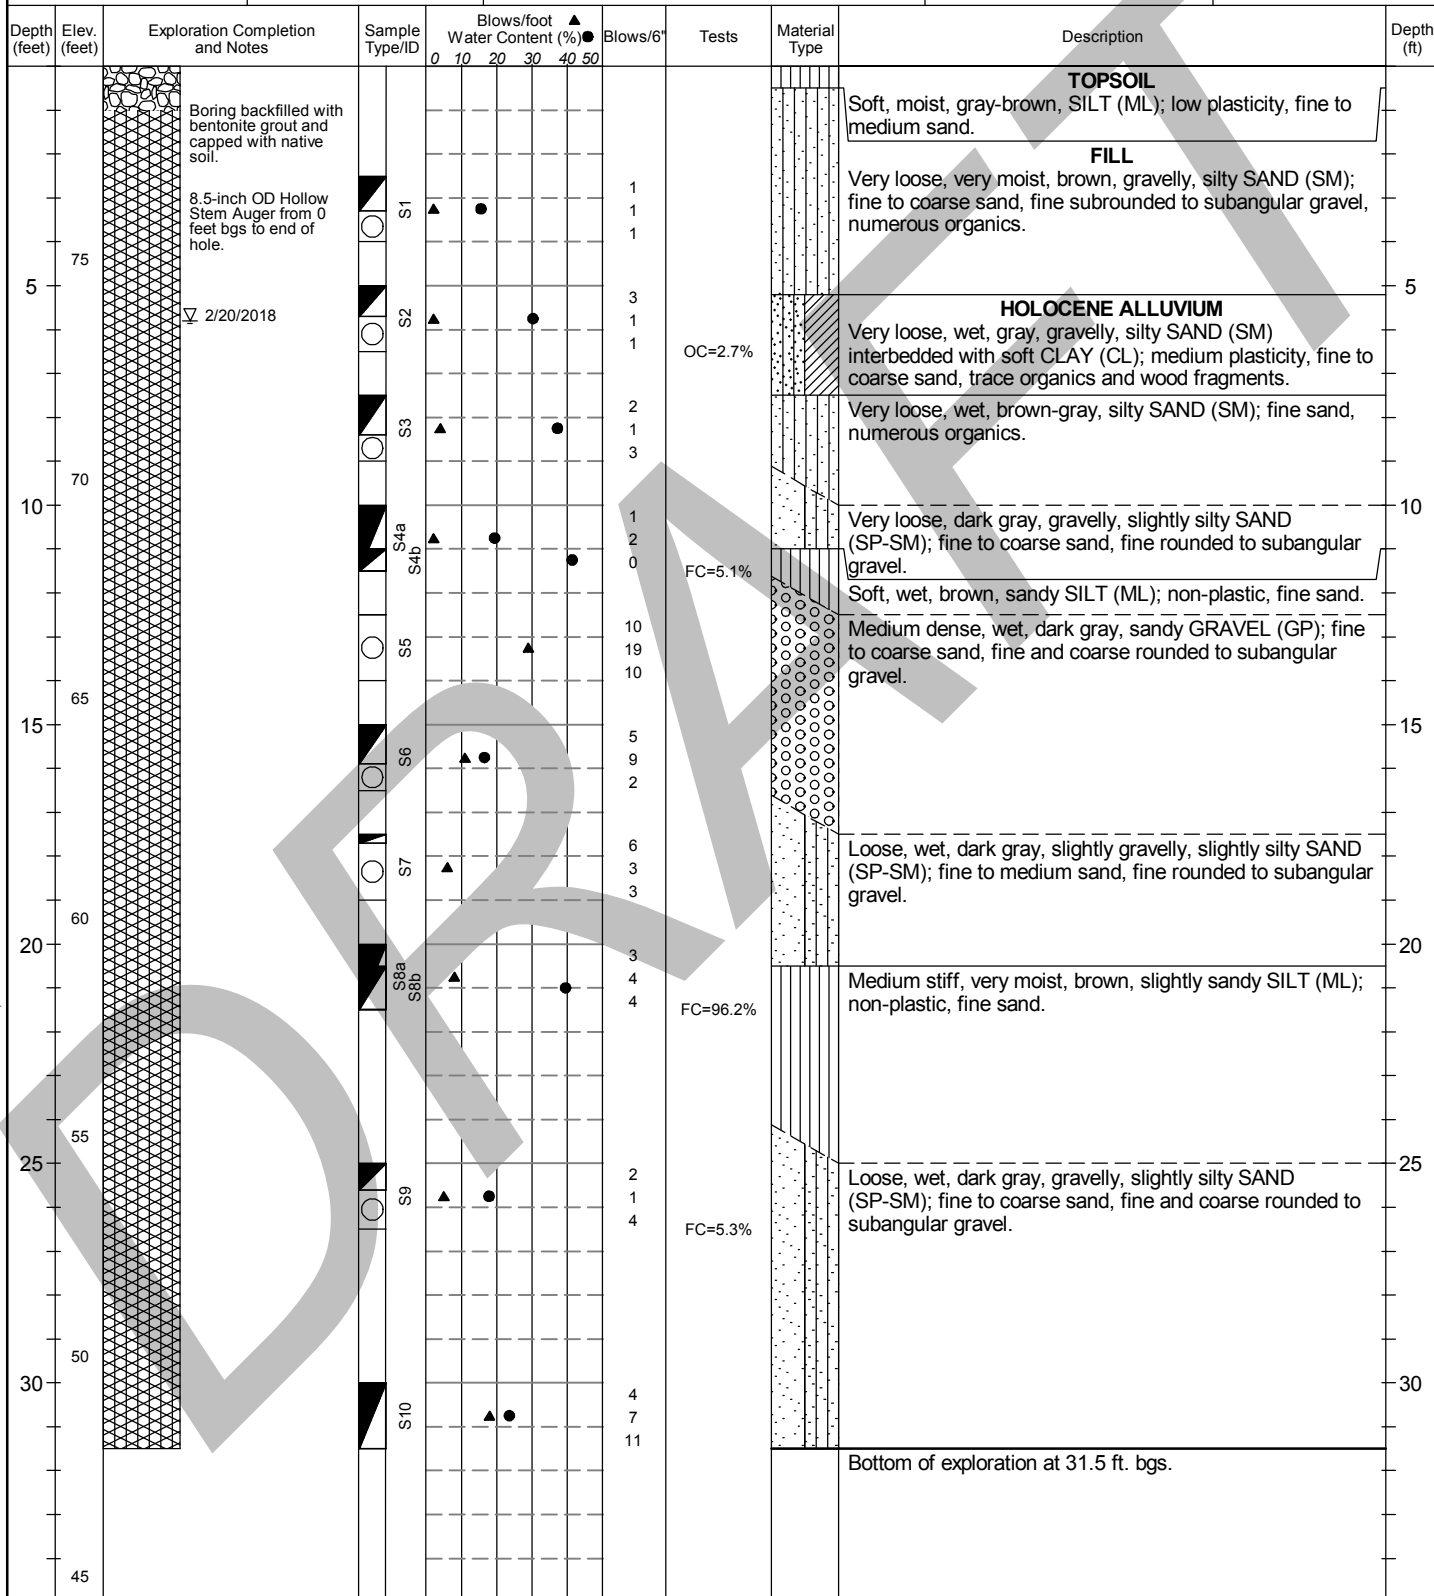 Depth
(feet)
Elev.
(feet)
Exploration Completion
and Notes
Sample
Type/ID
Blows/foot ▲
Water Content (%)●
0 10 20 30 40 50
Blows/6"
Tests
Material
Type
Description
Depth
(ft)
TOPSOIL
Soft, moist, gray-brown, SILT (ML); low plasticity, fine to
medium sand.
Boring backfilled with
bentonite grout and
capped with native
soil.
8.5-inch OD Hollow
Stem Auger from 0
feet bgs to end of
hole.
FILL
Very loose, very moist, brown, gravelly, silty SAND (SM);
fine to coarse sand, fine subrounded to subangular gravel,
numerous organics.
S1
1
1
1
75
5
5
2/20/2018
S2
3
1
1
OC=2.7%
HOLOCENE ALLUVIUM
Very loose, wet, gray, gravelly, silty SAND (SM)
interbedded with soft CLAY (CL); medium plasticity, fine to
coarse sand, trace organics and wood fragments.
S3
2
1
3
Very loose, wet, brown-gray, silty SAND (SM); fine sand,
numerous organics.
70
10
10
S4a
S4b
1
2
0
FC=5.1%
Very loose, dark gray, gravelly, slightly silty SAND
(SP-SM); fine to coarse sand, fine rounded to subangular
gravel.
Soft, wet, brown, sandy SILT (ML); non-plastic, fine sand.
S5
10
19
10
Medium dense, wet, dark gray, sandy GRAVEL (GP); fine
to coarse sand, fine and coarse rounded to subangular
gravel.
65
15
15
S6
5
9
2
S7
6
3
3
Loose, wet, dark gray, slightly gravelly, slightly silty SAND
(SP-SM); fine to medium sand, fine rounded to subangular
gravel.
60
20
20
S8a
S8b
3
4
4
FC=96.2%
Medium stiff, very moist, brown, slightly sandy SILT (ML);
non-plastic, fine sand.
55
25
25
S9
2
1
4
FC=5.3%
Loose, wet, dark gray, gravelly, slightly silty SAND
(SP-SM); fine to coarse sand, fine and coarse rounded to
subangular gravel.
50
30
30
S10
4
7
11
Bottom of exploration at 31.5 ft. bgs.
45
DRAFT